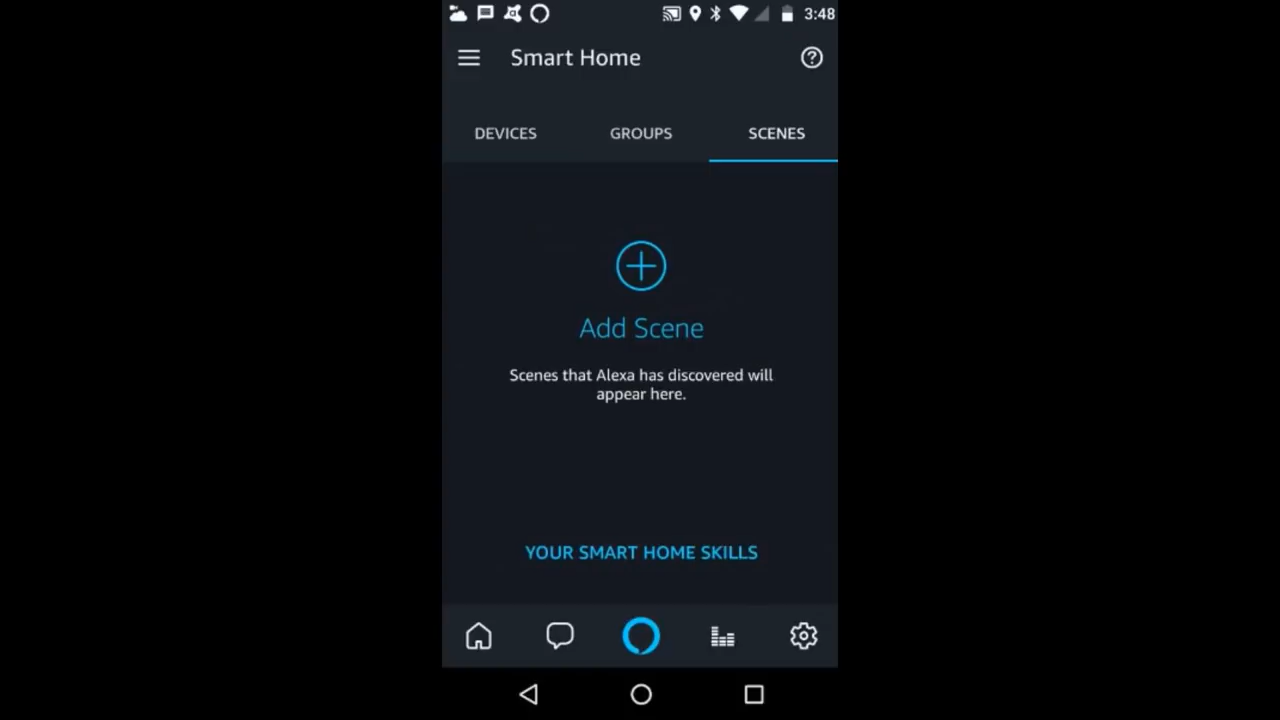 3:48
Smart Home
DEVICES GROUPS SCENES
Add Scene
Scenes that Alexa has discovered will
appear here.
YOUR SMART HOME SKILLS